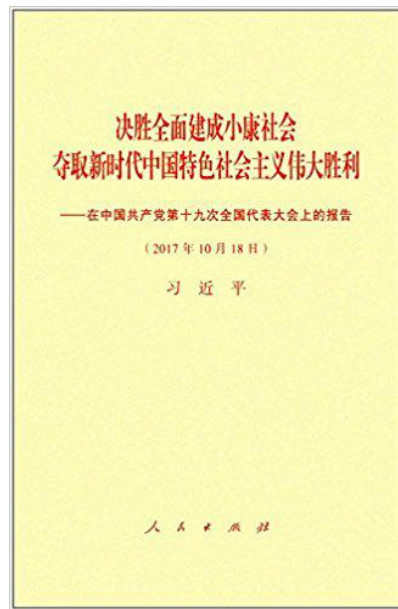 决胜全面建成小康社会
夺取新时代中国特色社会主义伟大胜利
——在中国共产党第十九次全国代表大会上的报告
(2017年10月18日)
习 近 平
人民出版社